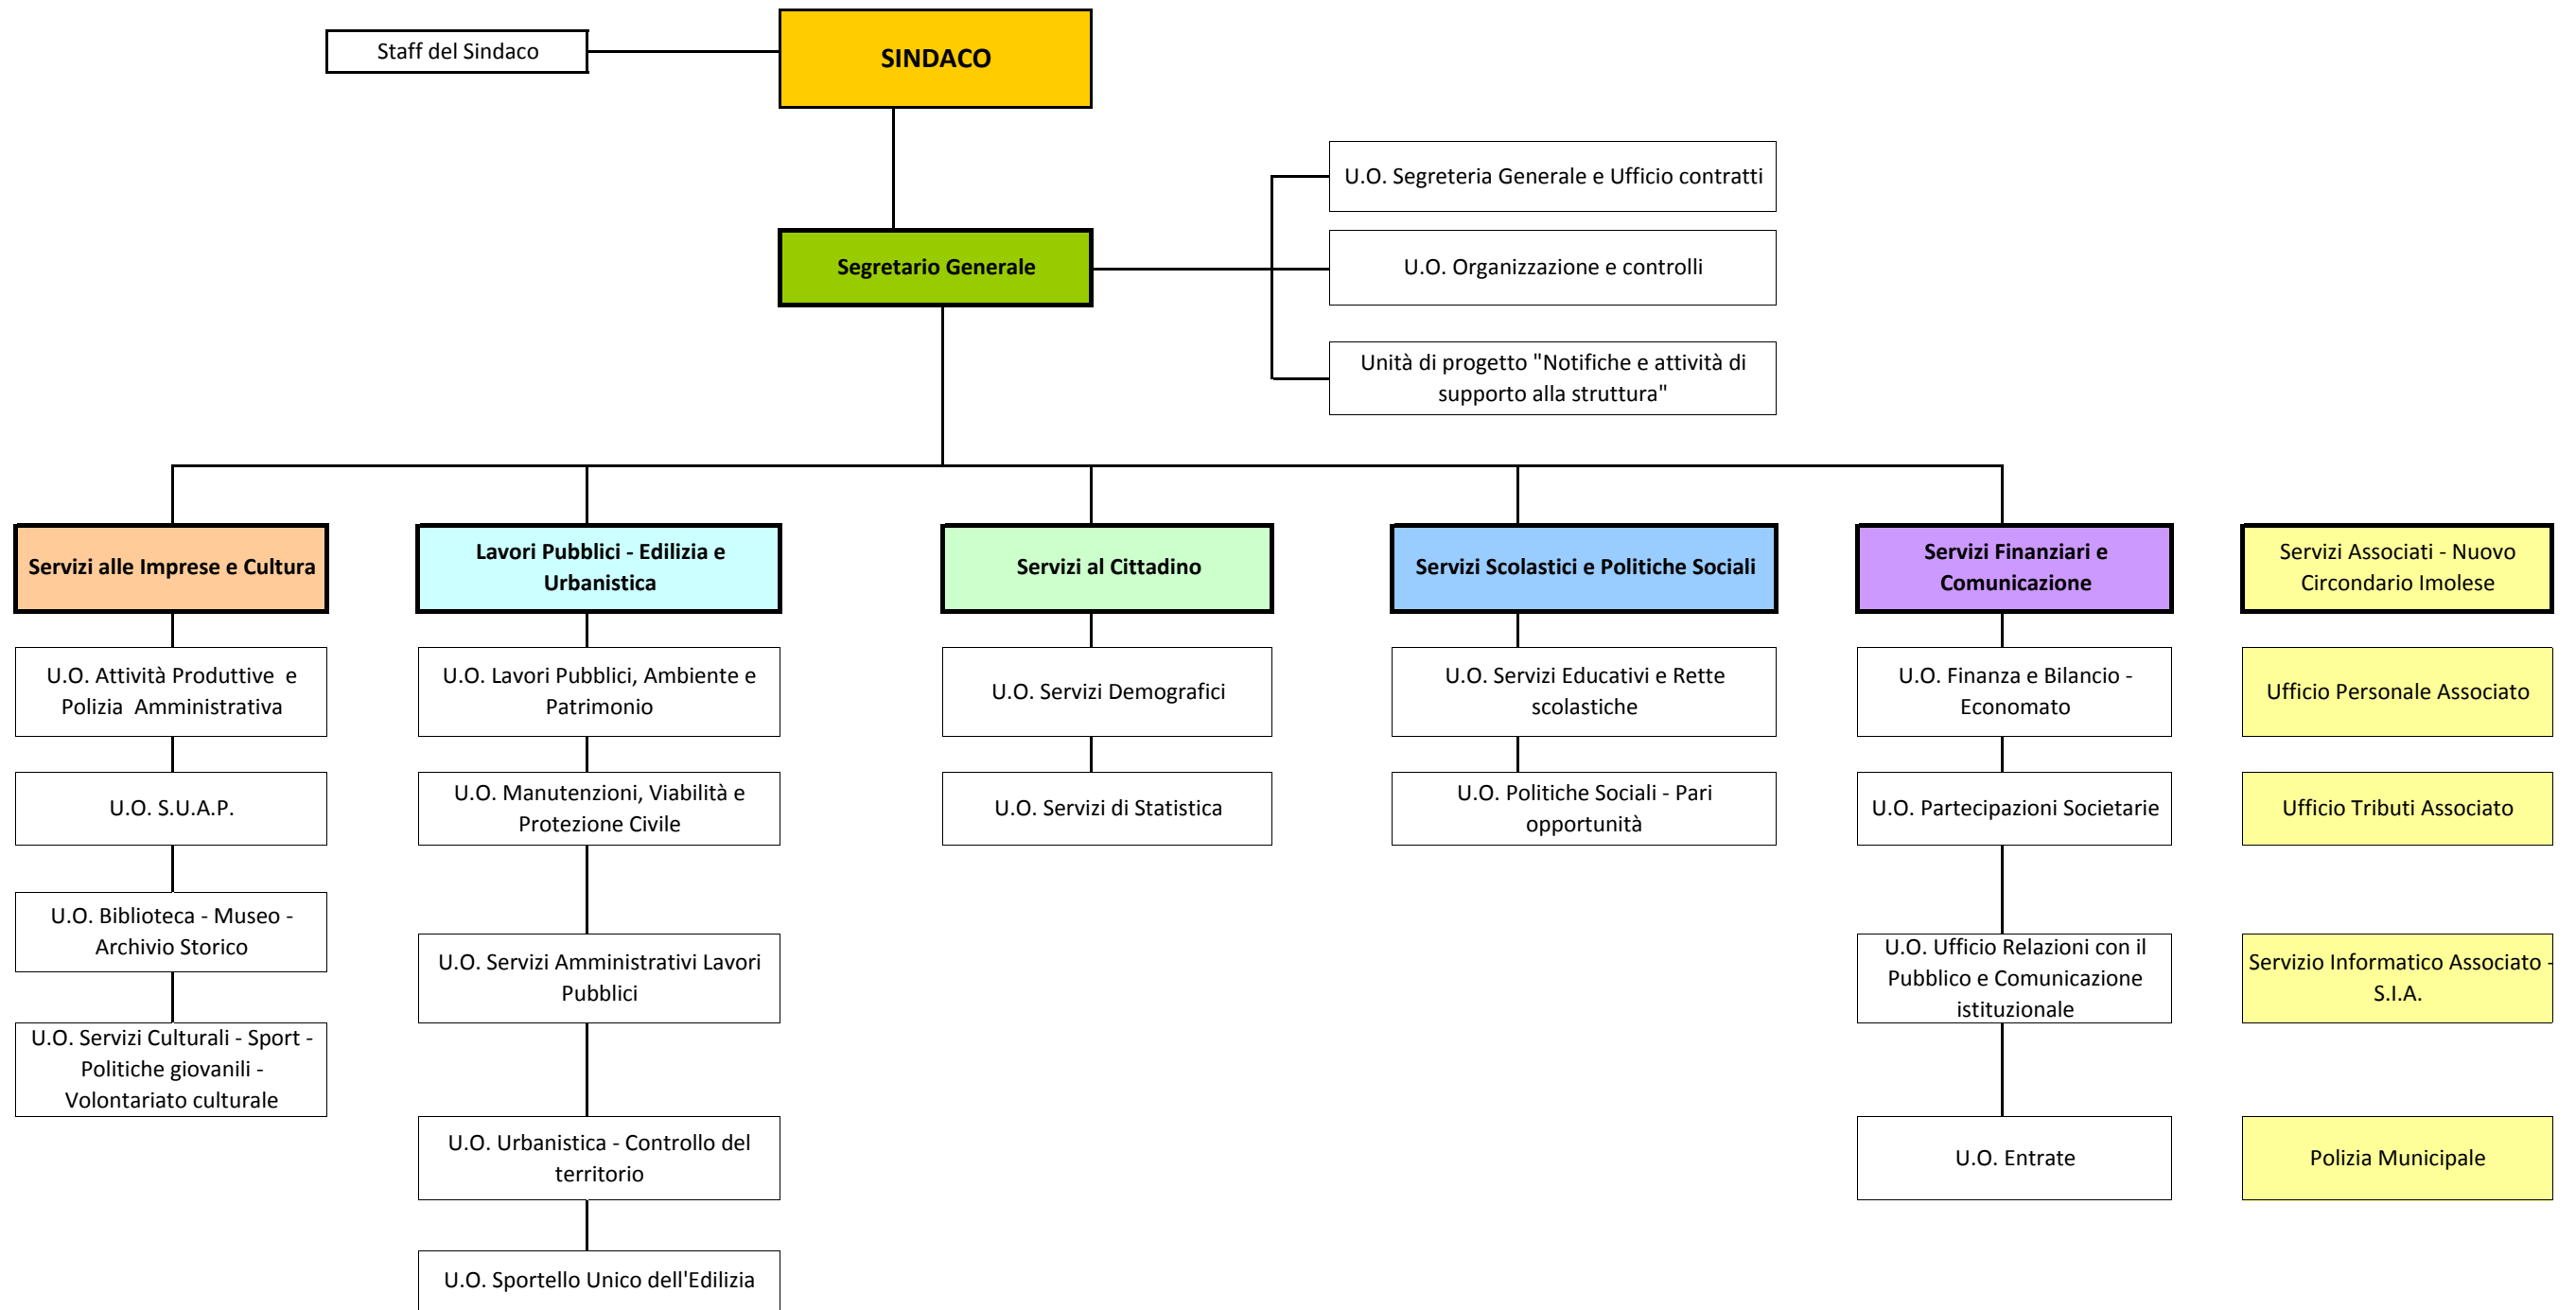 Staff del Sindaco
SINDACO
U.O. Segreteria Generale e Ufficio contratti
Segretario Generale
U.O. Organizzazione e controlli
Unità di progetto "Notifiche e attività di
supporto alla struttura"
Servizi alle Imprese e Cultura
Lavori Pubblici - Edilizia e
Urbanistica
Servizi al Cittadino
Servizi Scolastici e Politiche Sociali
Servizi Finanziari e
Comunicazione
Servizi Associati - Nuovo
Circondario Imolese
U.O. Attività Produttive e
Polizia Amministrativa
U.O. Lavori Pubblici, Ambiente e
Patrimonio
U.O. Servizi Demografici
U.O. Servizi Educativi e Rette
scolastiche
U.O. Finanza e Bilancio -
Economato
Ufficio Personale Associato
U.O. S.U.A.P.
U.O. Manutenzioni, Viabilità e
Protezione Civile
U.O. Servizi di Statistica
U.O. Politiche Sociali - Pari
opportunità
U.O. Partecipazioni Societarie
Ufficio Tributi Associato
U.O. Biblioteca - Museo -
Archivio Storico
U.O. Servizi Amministrativi Lavori
Pubblici
U.O. Ufficio Relazioni con il
Pubblico e Comunicazione
istituzionale
Servizio Informatico Associato -
S.I.A.
U.O. Servizi Culturali - Sport -
Politiche giovanili -
Volontariato culturale
U.O. Urbanistica - Controllo del
territorio
U.O. Entrate
Polizia Municipale
U.O. Sportello Unico dell'Edilizia